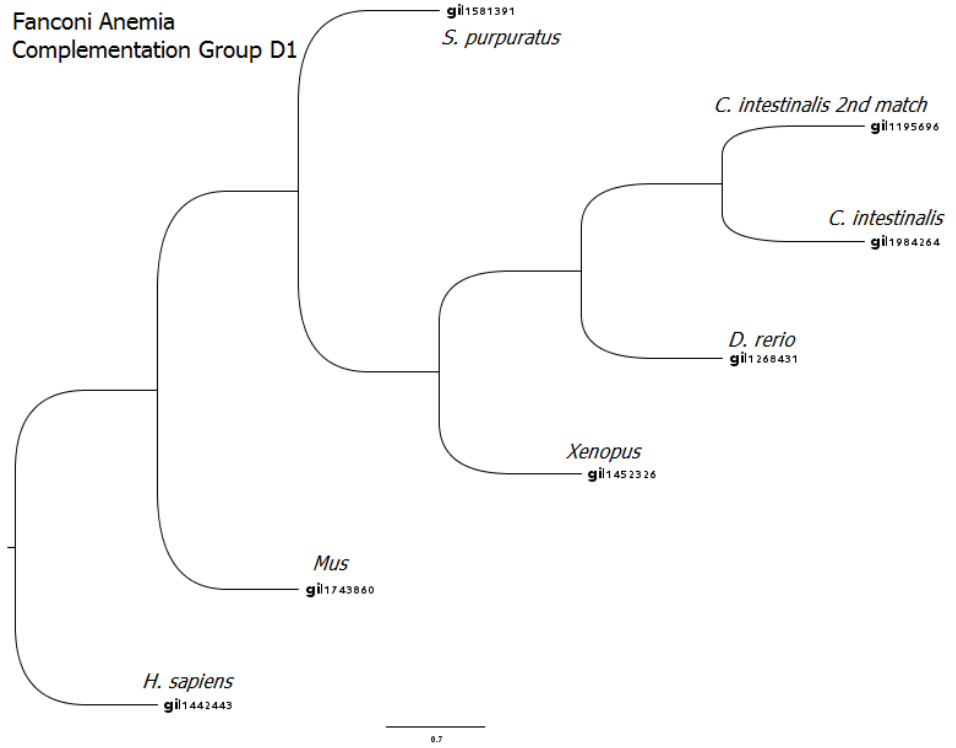 Fanconi Anemia
Complementation Group D1
gi|1581391
S. purpuratus
C. intestinalis 2nd match
gi|1195696
C. intestinalis
gi|1984264
D. rerio
gi|1268431
Xenopus
gi|1452326
Mus
gi|1743860
H. sapiens
gi|1442443
0.7